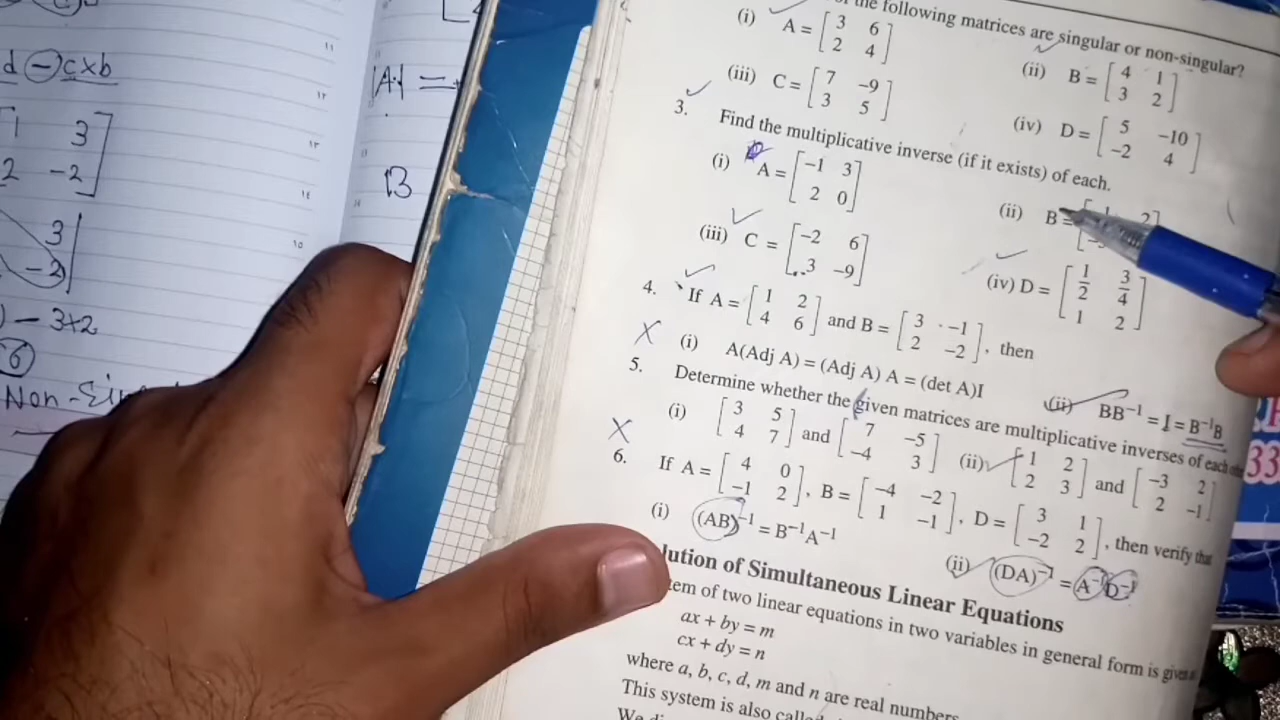 d - c×b
1 3
2 -2
3
-2
) - 3×2
6
Non-
|A| =
B
following matrices are singular or non-singular?
(i) A = [3 6
2 4]
(ii) B = [4 1
3 2]
(iii) C = [7 -9
3 5]
(iv) D = [5 -10
-2 4]
3. Find the multiplicative inverse (if it exists) of each.
(i) A = [-1 3
2 0]
(ii) B =
(iii) C = [-2 6
3 -9]
(iv) D = [1/2 3/4
1 2]
4. If A = [1 2
4 6] and B = [3 -1
2 -2], then
(i) A(Adj A) = (Adj A) A = (det A)I
(ii) BB⁻¹ = I = B⁻¹B
5. Determine whether the given matrices are multiplicative inverses of each
(i) [3 5
4 7] and [7 -5
-4 3]
(ii) [1 2
2 3] and [-3 2
2 -1]
6. If A = [4 0
-1 2], B = [-4 -2
1 -1], D = [3 1
-2 2], then verify that
(i) (AB)⁻¹ = B⁻¹A⁻¹
(ii) (DA)⁻¹ = A⁻¹D⁻¹
lution of Simultaneous Linear Equations
tem of two linear equations in two variables in general form is given
ax + by = m
cx + dy = n
where a, b, c, d, m and n are real numbers
This system is also
33